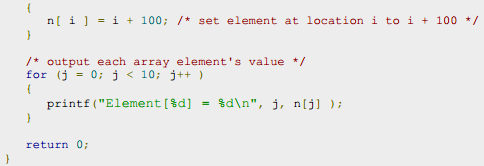 {
n[ i ] = i + 100; /* set element at location i to i + 100 */
}
/* output each array element's value */
for (j = 0; j < 10; j++ )
{
printf("Element[%d] = %d\n", j, n[j] );
}
return 0;
}